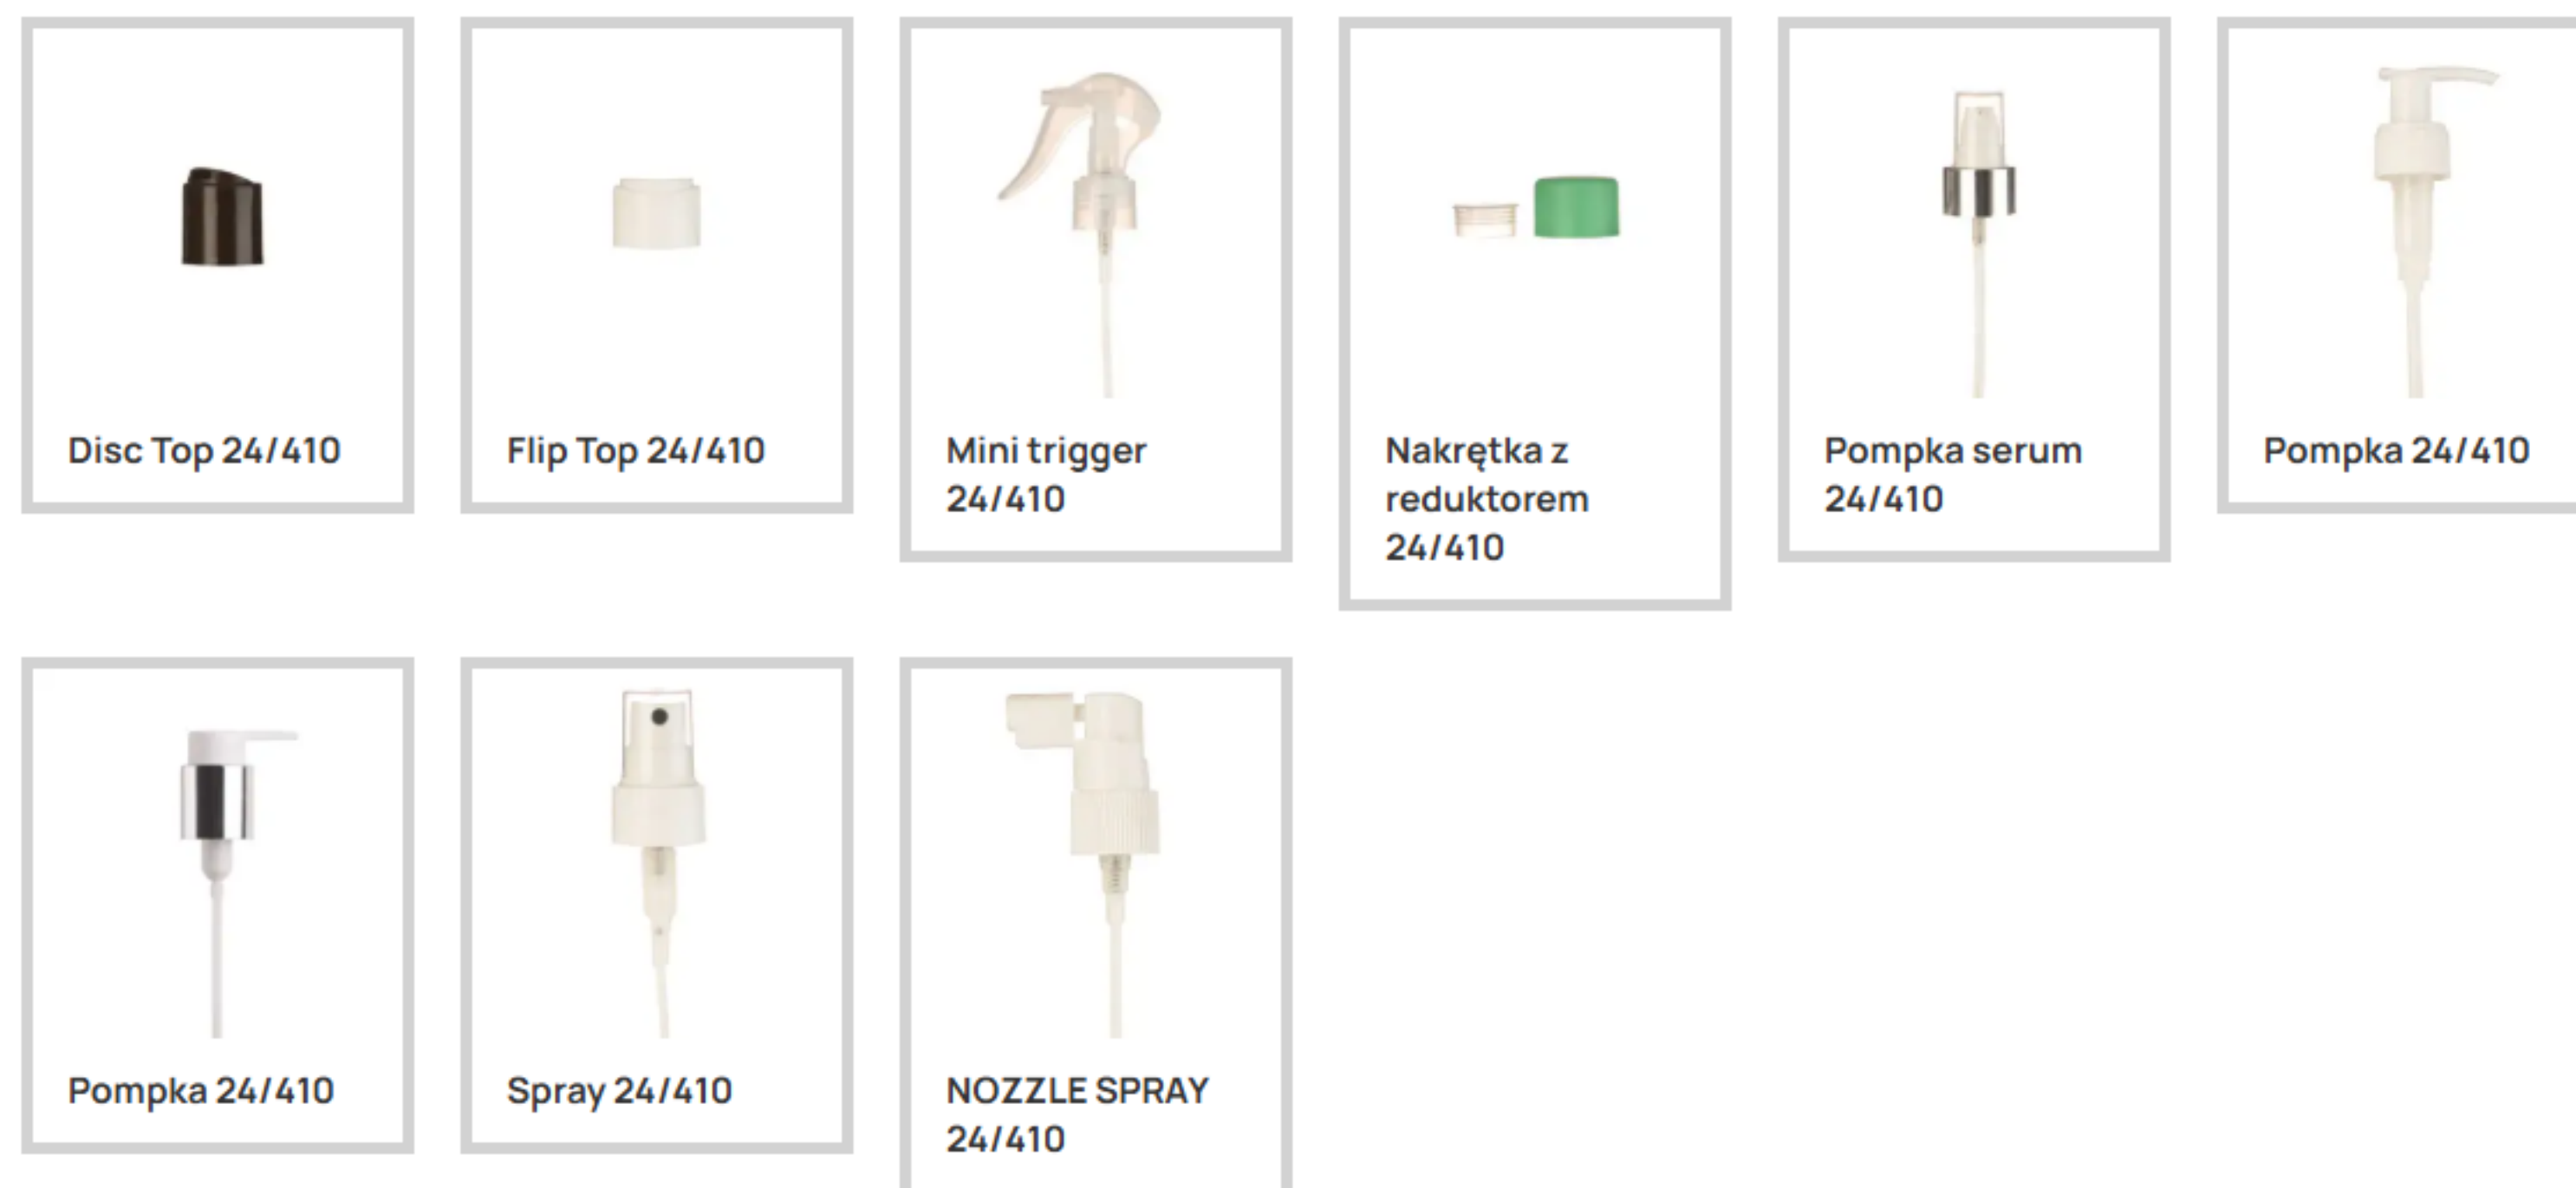 Disc Top 24/410
Flip Top 24/410
Mini trigger
24/410
Nakrętka z
reduktorem
24/410
Pompka serum
24/410
Pompka 24/410
Pompka 24/410
Spray 24/410
NOZZLE SPRAY
24/410